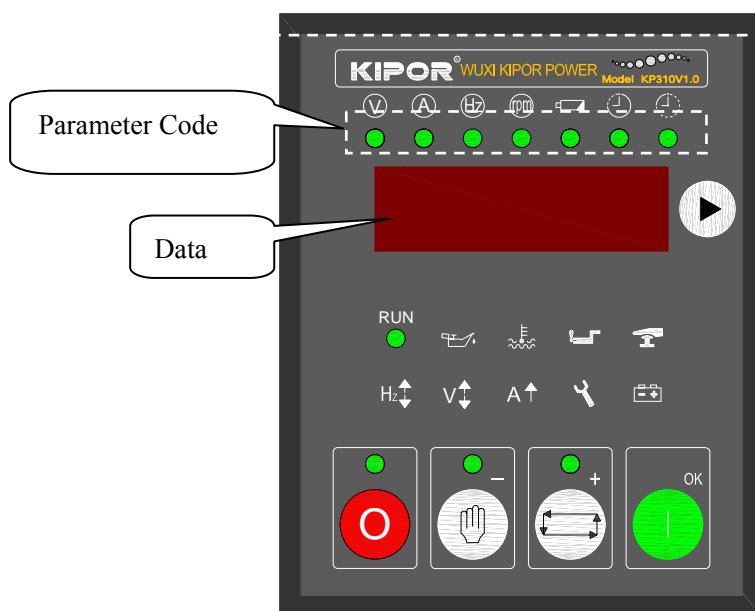 KIPOR® WUXI KIPOR POWER
Model KP310V1.0
Parameter Code
V A Hz rpm
Data
RUN
Hz V A
− + OK
O I